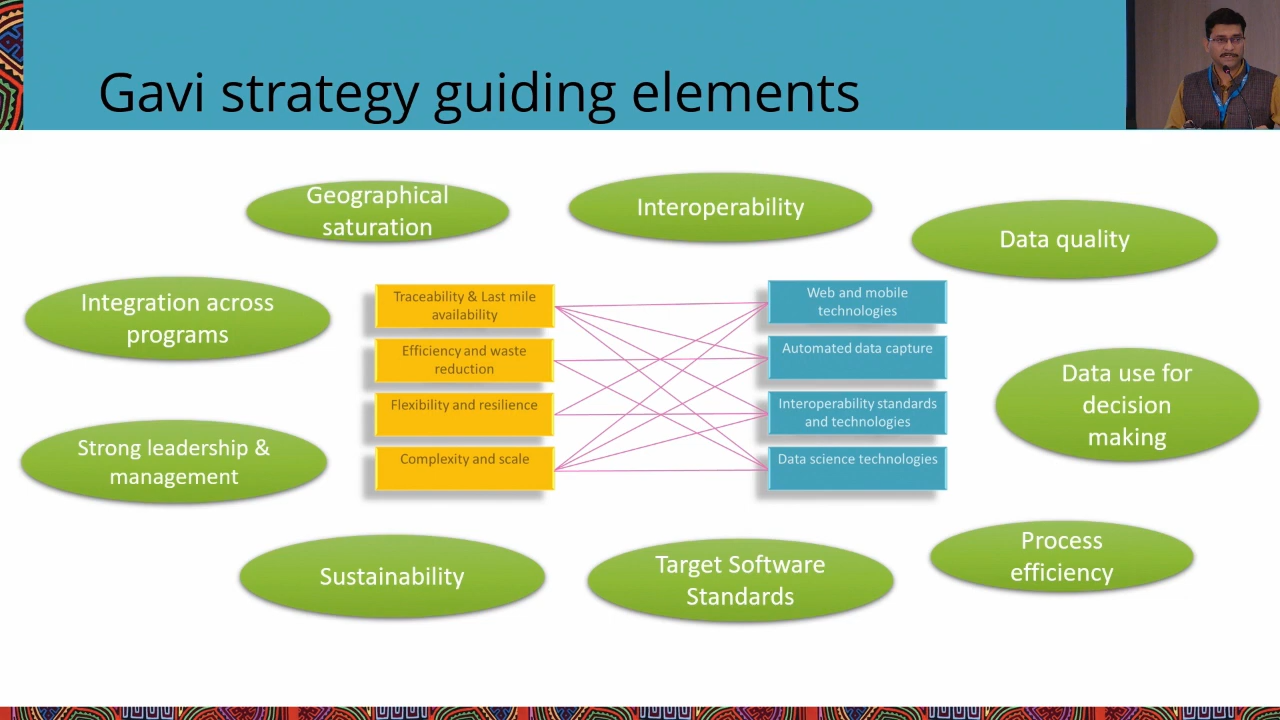 Gavi strategy guiding elements
Geographical
saturation
Interoperability
Data quality
Integration across
programs
Traceability & Last mile
availability
Efficiency and waste
reduction
Flexibility and resilience
Complexity and scale
Web and mobile
technologies
Automated data capture
Interoperability standards
and technologies
Data science technologies
Data use for
decision
making
Strong leadership &
management
Sustainability
Target Software
Standards
Process
efficiency